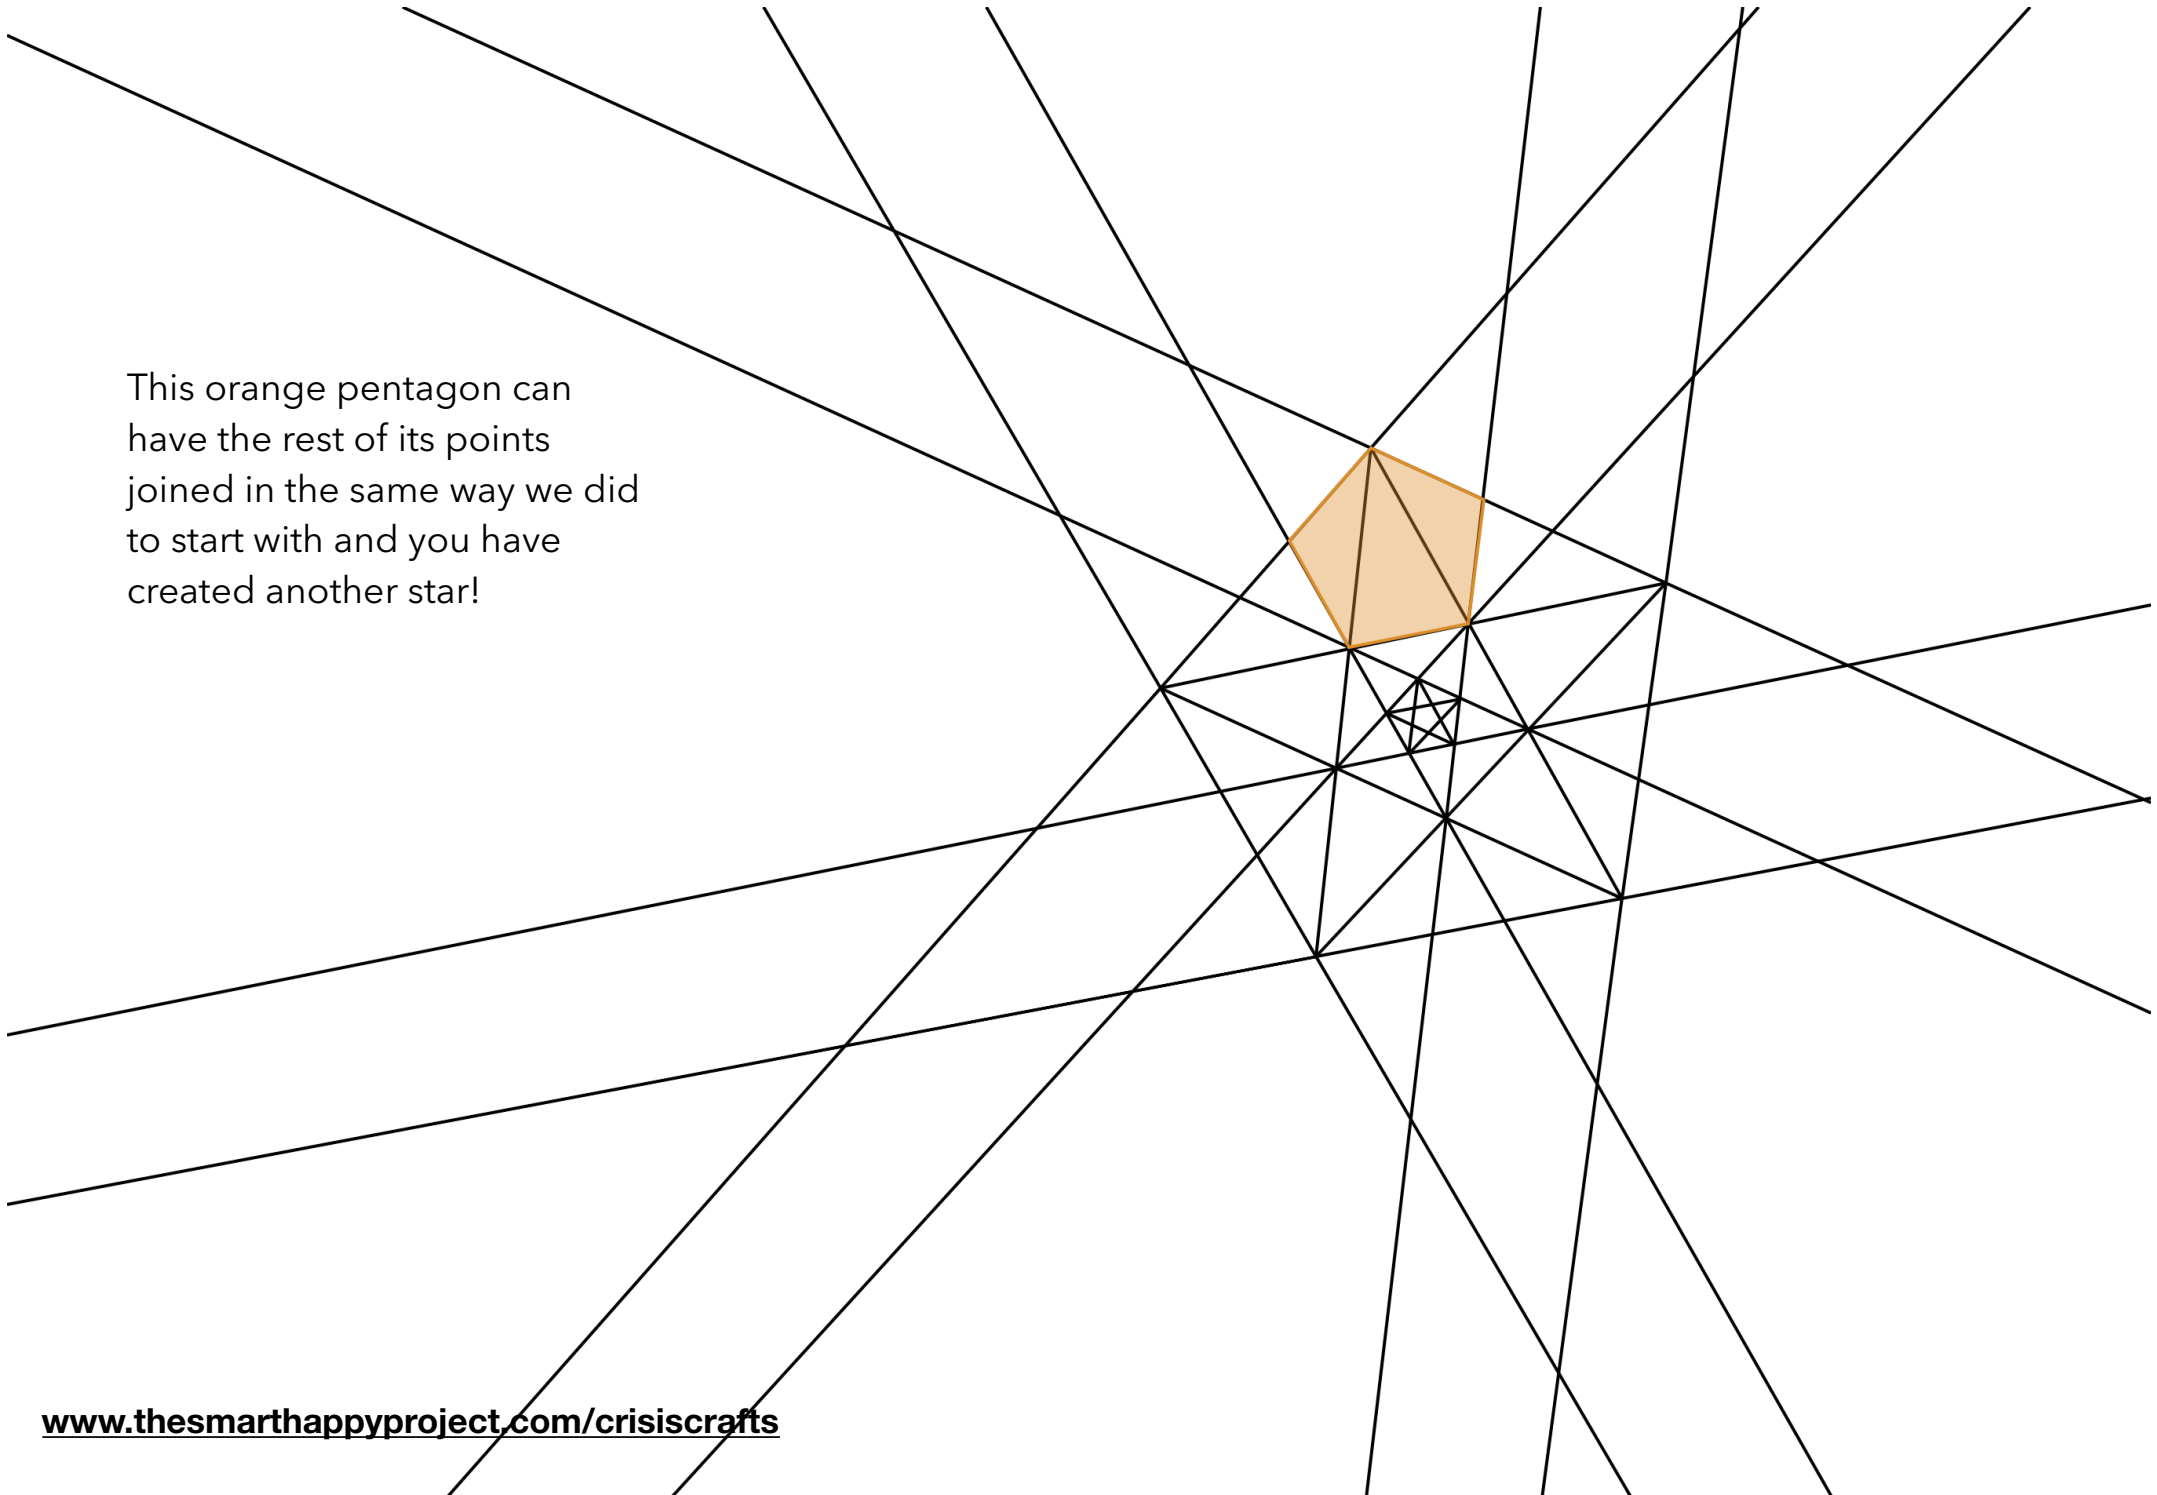 This orange pentagon can
have the rest of its points
joined in the same way we did
to start with and you have
created another star!
www.thesmarthappyproject.com/crisiscrafts